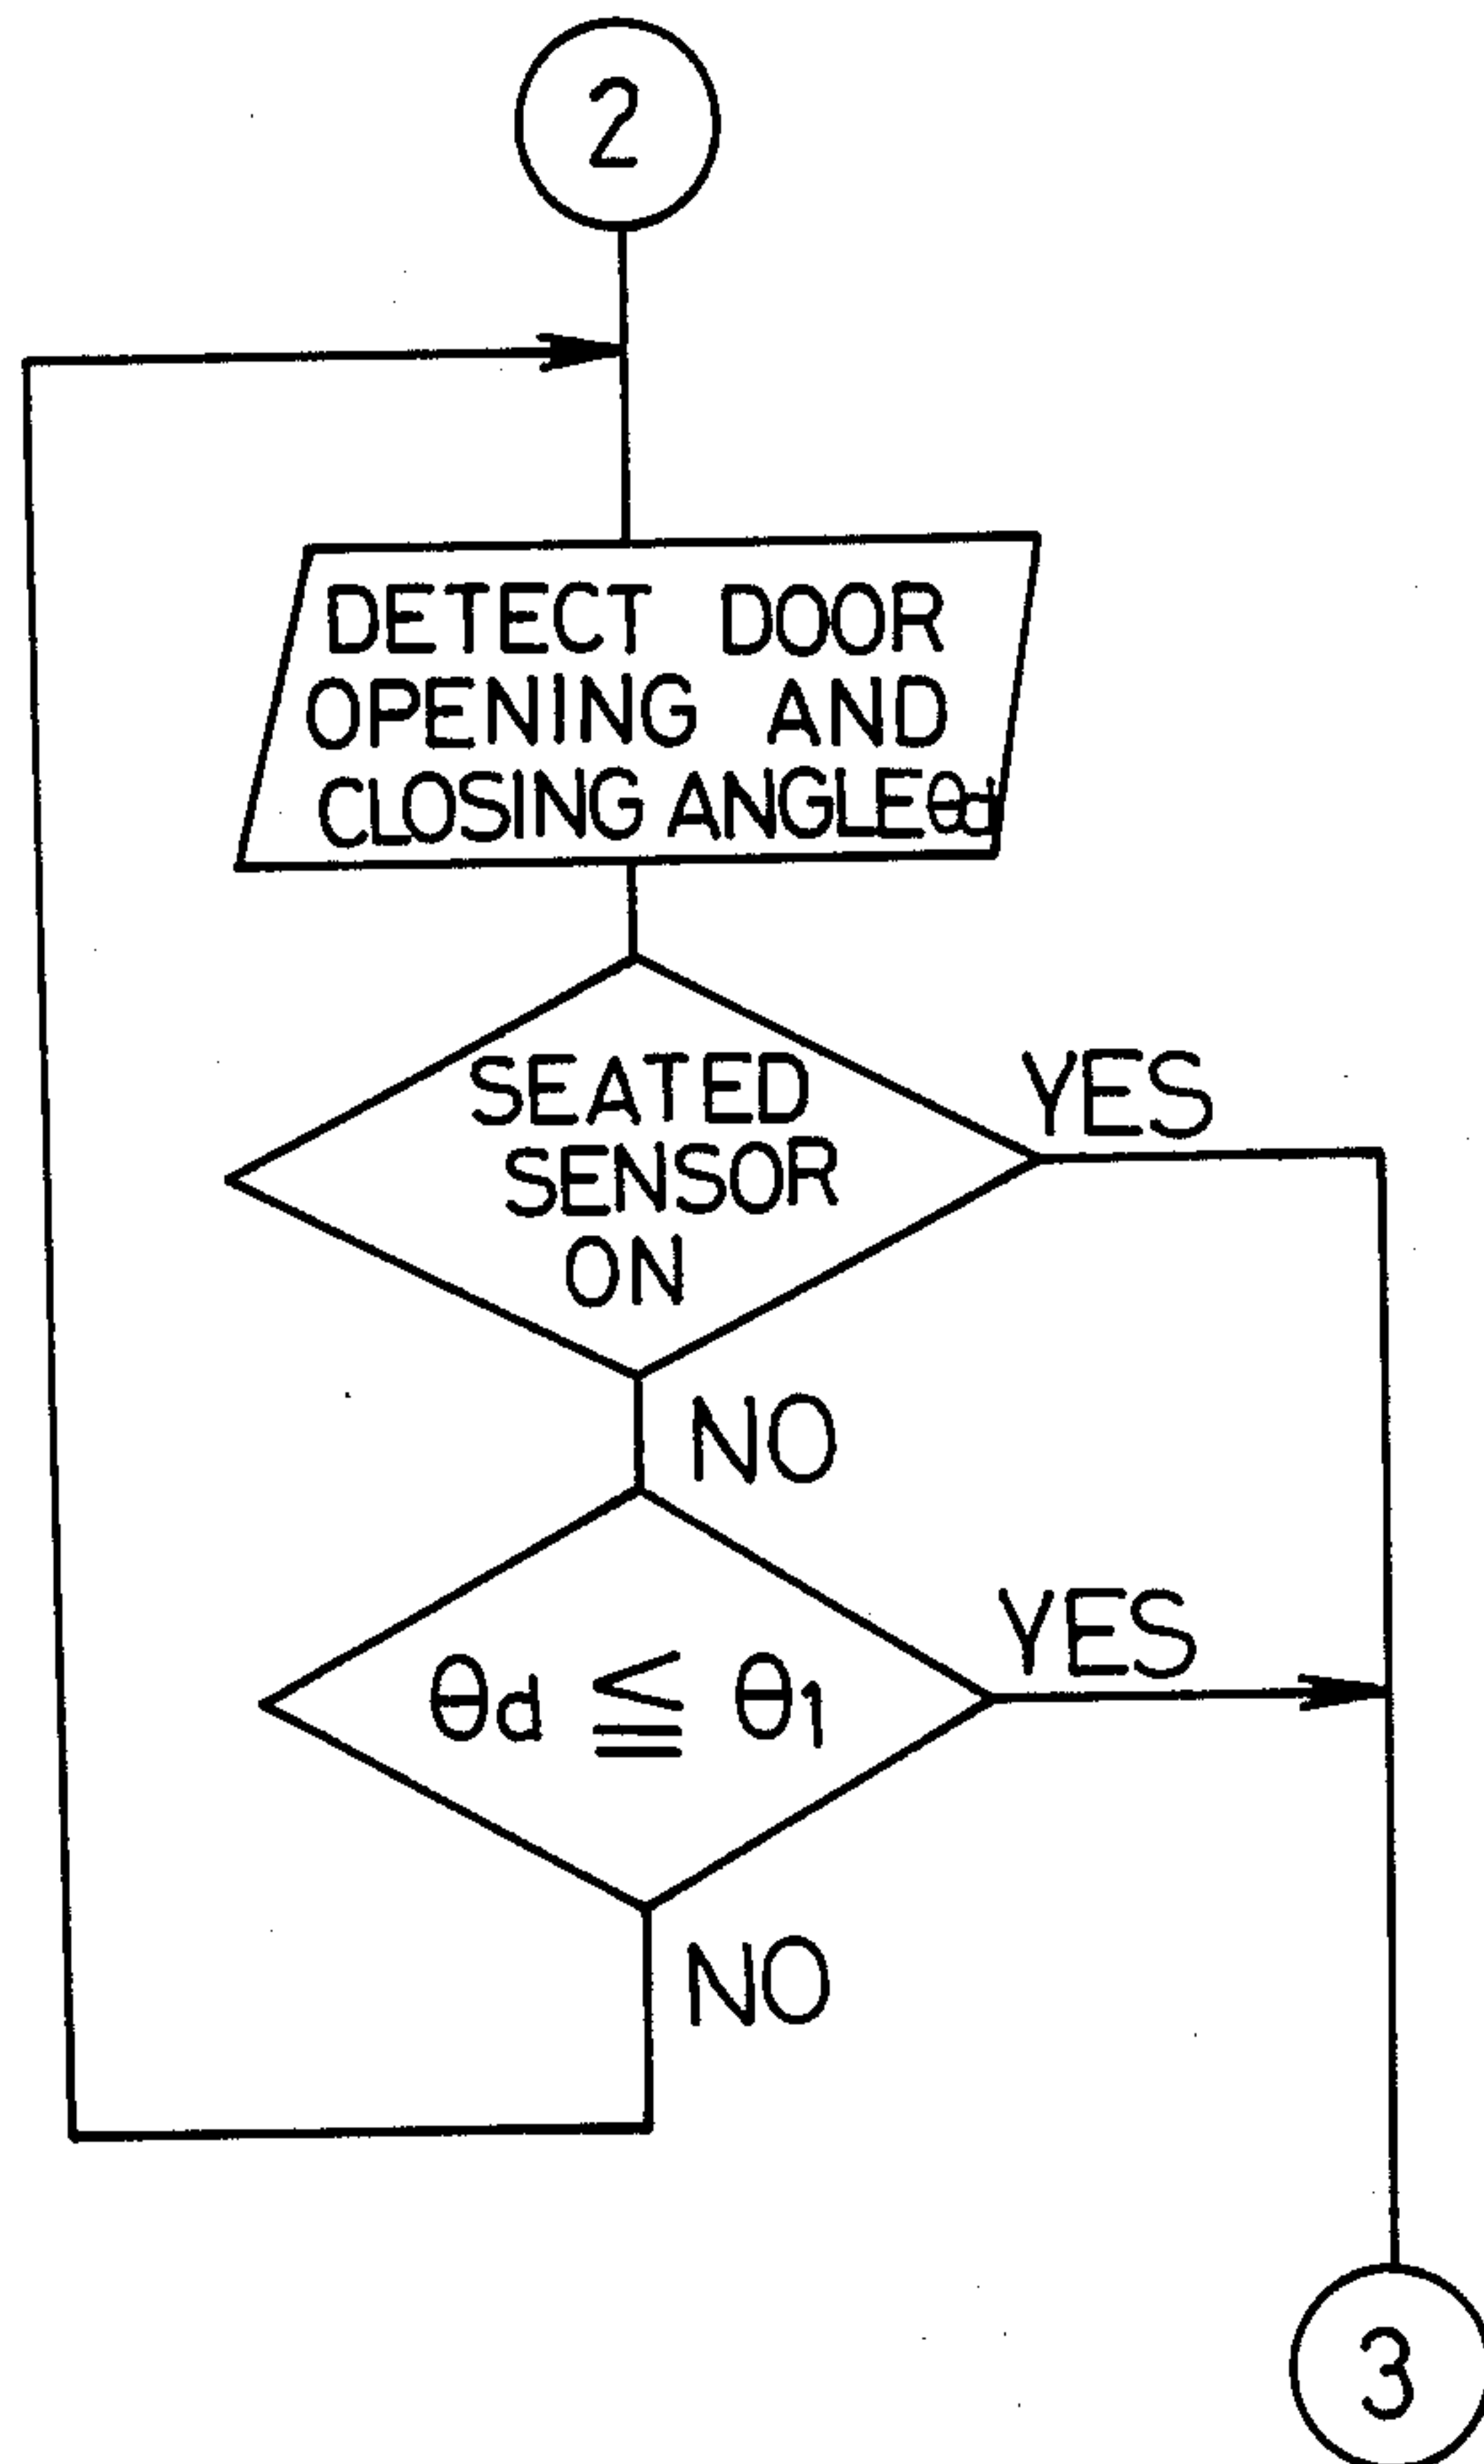 2
DETECT DOOR
OPENING AND
CLOSING ANGLE θd
SEATED
SENSOR
ON
YES
NO
θd ≦ θ1
YES
NO
3